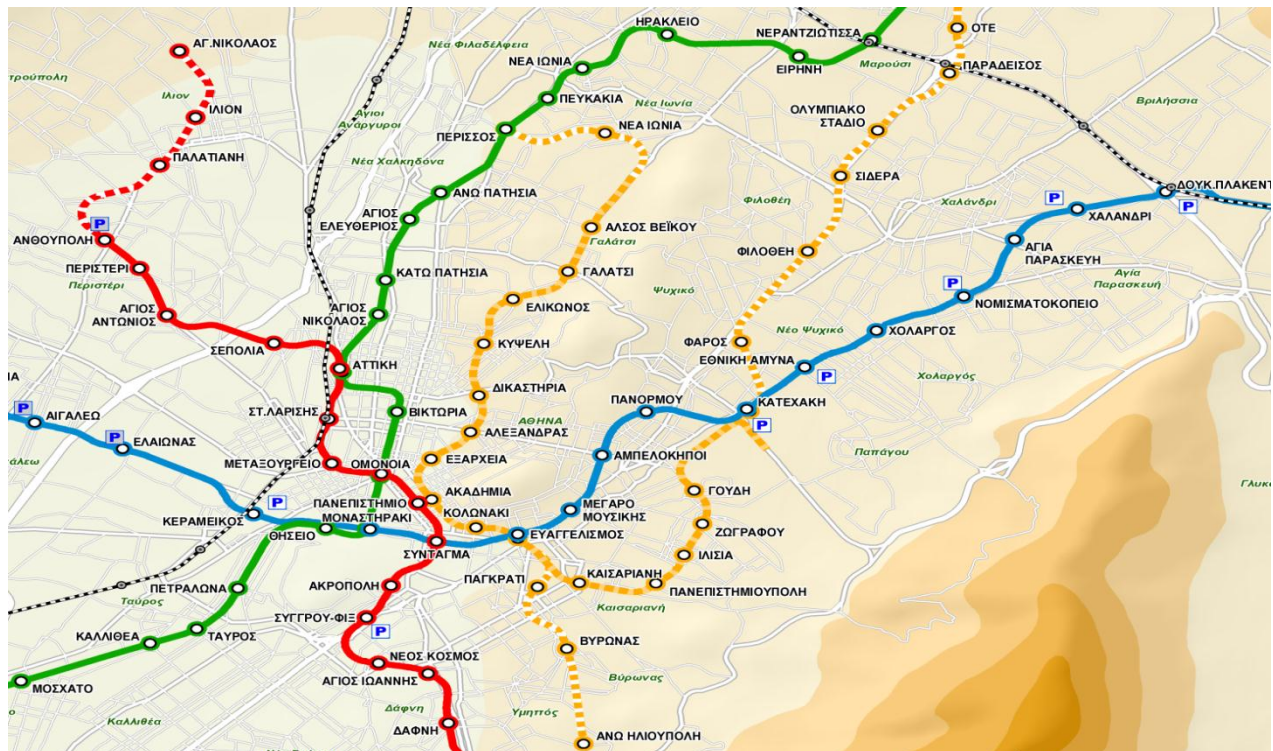 ΑΓ.ΝΙΚΟΛΑΟΣ
τρούπολη
Ιλιον
ΙΛΙΟΝ
ΠΑΛΑΤΙΑΝΗ
Αγιοι
Ανάργυροι
Νέα Φιλαδέλφεια
Νέα Χαλκηδόνα
ΗΡΑΚΛΕΙΟ
ΝΕΑ ΙΩΝΙΑ
ΠΕΥΚΑΚΙΑ
Νέα Ιωνία
ΠΕΡΙΣΣΟΣ
ΝΕΑ ΙΩΝΙΑ
ΝΕΡΑΝΤΖΙΩΤΙΣΣΑ
ΕΙΡΗΝΗ
Μαρούσι
ΟΤΕ
ΠΑΡΑΔΕΙΣΟΣ
Βριλήσσια
ΟΛΥΜΠΙΑΚΟ
ΣΤΑΔΙΟ
ΣΙΔΕΡΑ
Χαλάνδρι
P
ΔΟΥΚ.ΠΛΑΚΕΝΤ
P
ΧΑΛΑΝΔΡΙ
Φιλοθέη
ΦΙΛΟΘΕΗ
ΑΓΙΑ
ΠΑΡΑΣΚΕΥΗ
Αγία
Παρασκευή
P
ΝΟΜΙΣΜΑΤΟΚΟΠΕΙΟ
ΑΝΩ ΠΑΤΗΣΙΑ
ΑΓΙΟΣ
ΕΛΕΥΘΕΡΙΟΣ
ΑΛΣΟΣ ΒΕΪΚΟΥ
Γαλάτσι
ΓΑΛΑΤΣΙ
P
ΑΝΘΟΥΠΟΛΗ
ΠΕΡΙΣΤΕΡΙ
Περιστέρι
ΑΓΙΟΣ
ΑΝΤΩΝΙΟΣ
ΚΑΤΩ ΠΑΤΗΣΙΑ
ΑΓΙΟΣ
ΝΙΚΟΛΑΟΣ
Ψυχικό
ΕΛΙΚΩΝΟΣ
Νέο Ψυχικό
ΧΟΛΑΡΓΟΣ
ΣΕΠΟΛΙΑ
ΚΥΨΕΛΗ
ΦΑΡΟΣ
ΕΘΝΙΚΗ ΑΜΥΝΑ
P
Χολαργός
ΑΤΤΙΚΗ
ΔΙΚΑΣΤΗΡΙΑ
ΙΑ
P
ΑΙΓΑΛΕΩ
άλεω
P
ΕΛΑΙΩΝΑΣ
ΣΤ.ΛΑΡΙΣΗΣ
ΒΙΚΤΩΡΙΑ
ΑΘΗΝΑ
ΑΛΕΞΑΝΔΡΑΣ
ΠΑΝΟΡΜΟΥ
ΚΑΤΕΧΑΚΗ
P
Παπάγου
ΜΕΤΑΞΟΥΡΓΕΙΟ
ΟΜΟΝΟΙΑ
ΕΞΑΡΧΕΙΑ
ΑΜΠΕΛΟΚΗΠΟΙ
Γλυκ
ΓΟΥΔΗ
P
ΚΕΡΑΜΕΙΚΟΣ
ΠΑΝΕΠΙΣΤΗΜΙΟ
ΜΟΝΑΣΤΗΡΑΚΙ
ΑΚΑΔΗΜΙΑ
ΚΟΛΩΝΑΚΙ
ΜΕΓΑΡΟ
ΜΟΥΣΙΚΗΣ
ΖΩΓΡΑΦΟΥ
ΘΗΣΕΙΟ
ΣΥΝΤΑΓΜΑ
ΕΥΑΓΓΕΛΙΣΜΟΣ
ΙΛΙΣΙΑ
ΠΕΤΡΑΛΩΝΑ
Ταύρος
ΑΚΡΟΠΟΛΗ
ΠΑΓΚΡΑΤΙ
ΚΑΙΣΑΡΙΑΝΗ
Καισαριανή
ΠΑΝΕΠΙΣΤΗΜΙΟΥΠΟΛΗ
ΣΥΓΓΡΟΥ-ΦΙΞ
P
ΚΑΛΛΙΘΕΑ
ΤΑΥΡΟΣ
ΒΥΡΩΝΑΣ
Βύρωνας
ΝΕΟΣ ΚΟΣΜΟΣ
ΑΓΙΟΣ ΙΩΑΝΝΗΣ
ΜΟΣΧΑΤΟ
Καλλιθέα
Δάφνη
ΔΑΦΝΗ
Υμηττός
ΑΝΩ ΗΛΙΟΥΠΟΛΗ